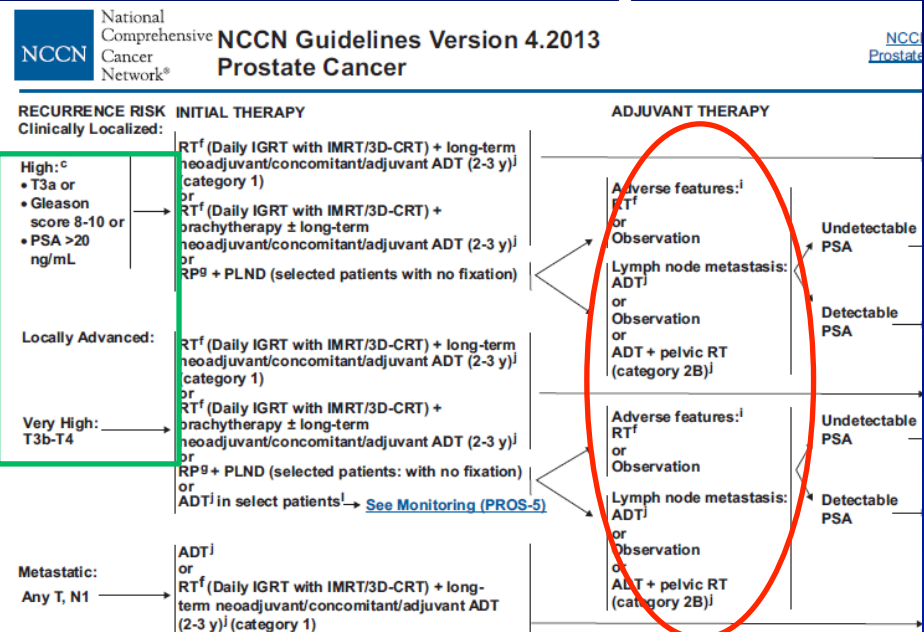 NCCN
National
Comprehensive
Cancer
Network®
NCCN Guidelines Version 4.2013
Prostate Cancer
NCC
Prostate
RECURRENCE RISK
Clinically Localized:
High:c
• T3a or
• Gleason
score 8-10 or
• PSA >20
ng/mL
Locally Advanced:
Very High:
T3b-T4
Metastatic:
Any T, N1
INITIAL THERAPY
RTf (Daily IGRT with IMRT/3D-CRT) + long-term
neoadjuvant/concomitant/adjuvant ADT (2-3 y)j
(category 1)
or
RTf (Daily IGRT with IMRT/3D-CRT) +
brachytherapy ± long-term
neoadjuvant/concomitant/adjuvant ADT (2-3 y)j
or
RPg + PLND (selected patients with no fixation)
RTf (Daily IGRT with IMRT/3D-CRT) + long-term
neoadjuvant/concomitant/adjuvant ADT (2-3 y)j
(category 1)
or
RTf (Daily IGRT with IMRT/3D-CRT) +
brachytherapy ± long-term
neoadjuvant/concomitant/adjuvant ADT (2-3 y)j
or
RPg + PLND (selected patients: with no fixation)
or
ADTj in select patientsl
See Monitoring (PROS-5)
ADTj
or
RTf (Daily IGRT with IMRT/3D-CRT) + long-
term neoadjuvant/concomitant/adjuvant ADT
(2-3 y)j (category 1)
ADJUVANT THERAPY
Adverse features:i
RTf
or
Observation
Lymph node metastasis:
ADTj
or
Observation
or
ADT + pelvic RT
(category 2B)j
Adverse features:i
RTf
or
Observation
Lymph node metastasis:
ADTj
or
Observation
or
ADT + pelvic RT
(category 2B)j
Undetectable
PSA
Detectable
PSA
Undetectable
PSA
Detectable
PSA